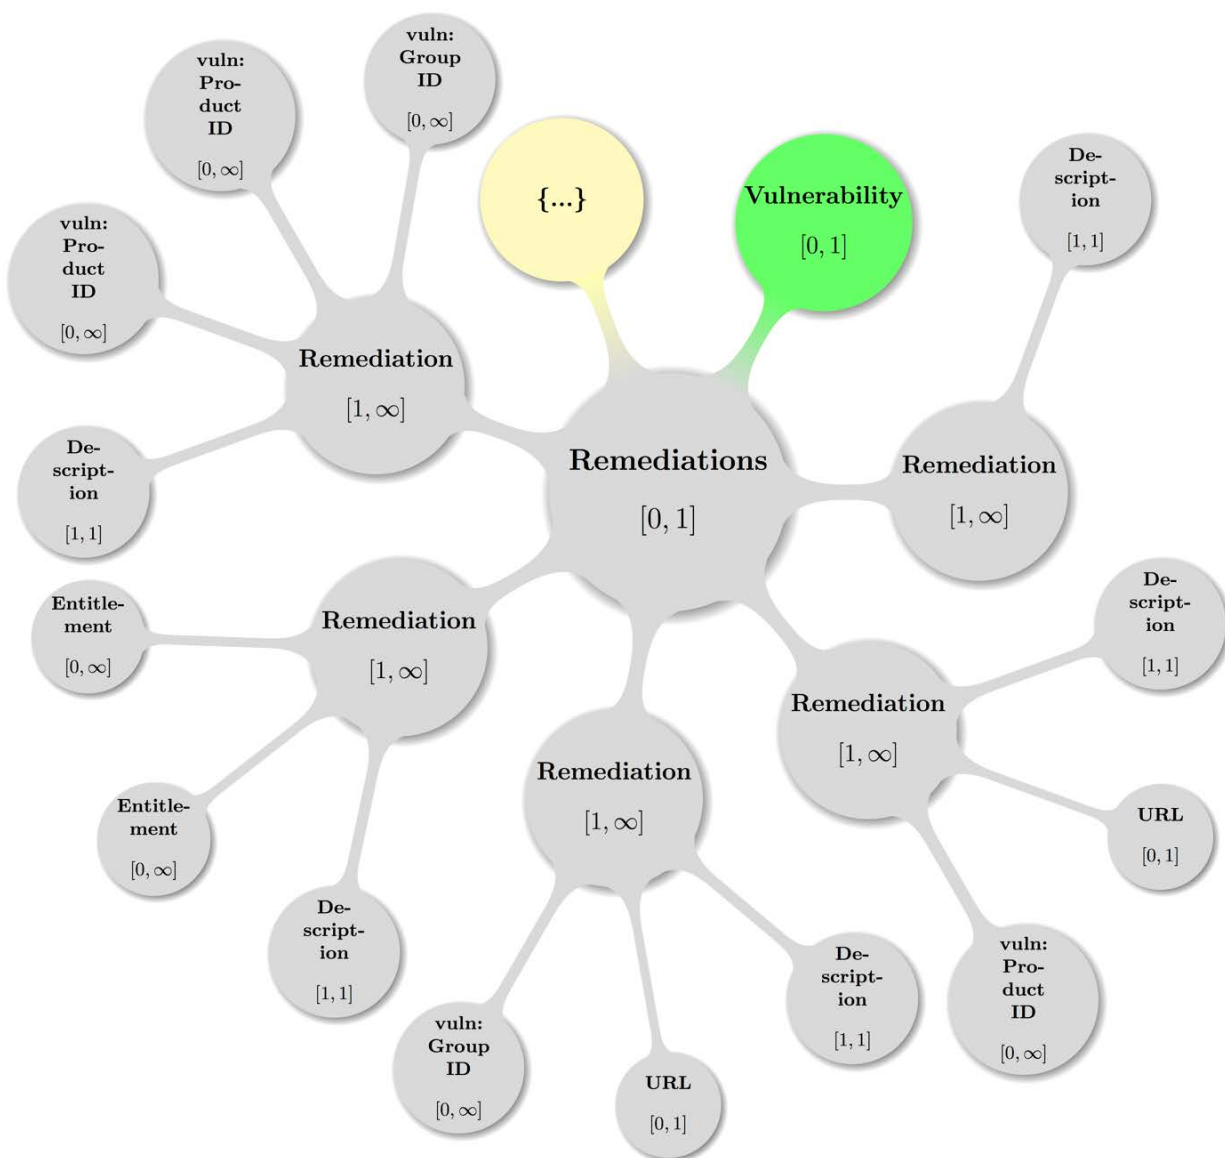 vuln:
Group
ID
[0, ∞]
vuln:
Pro-
duct
ID
[0, ∞]
{...}
Vulnerability
[0, 1]
De-
script-
ion
[1, 1]
vuln:
Pro-
duct
ID
[0, ∞]
Remediation
[1, ∞]
Remediations
[0, 1]
Remediation
[1, ∞]
De-
script-
ion
[1, 1]
Entitle-
ment
[0, ∞]
Remediation
[1, ∞]
De-
script-
ion
[1, 1]
Remediation
[1, ∞]
Remediation
[1, ∞]
Entitle-
ment
[0, ∞]
URL
[0, 1]
De-
script-
ion
[1, 1]
De-
script-
ion
[1, 1]
vuln:
Pro-
duct
ID
[0, ∞]
vuln:
Group
ID
[0, ∞]
URL
[0, 1]